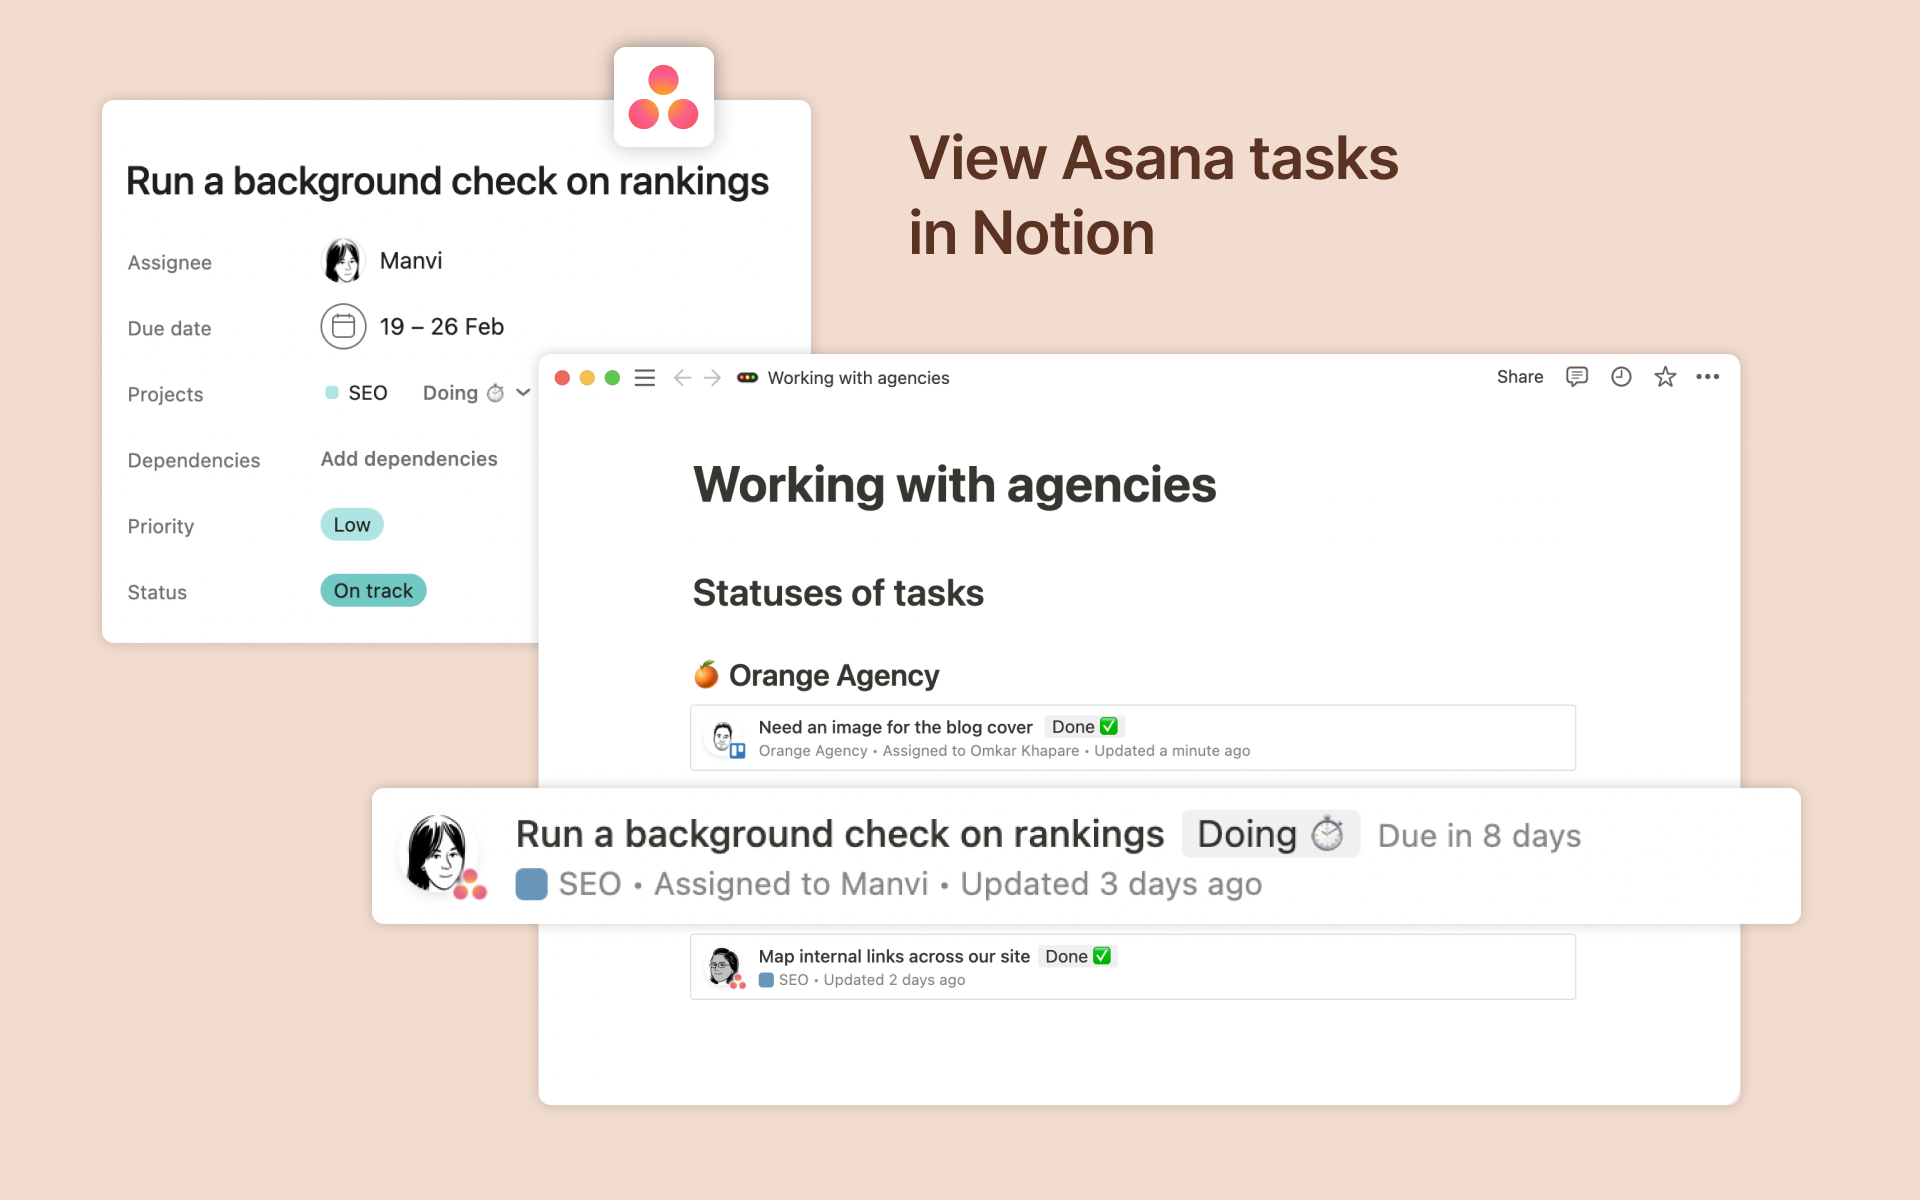 View Asana tasks
in Notion
Run a background check on rankings
Assignee Manvi
Due date 19 – 26 Feb
Projects SEO Doing ⏱
Dependencies Add dependencies
Priority Low
Status On track
Working with agencies Share
Working with agencies
Statuses of tasks
🍊 Orange Agency
Need an image for the blog cover Done ✅
Orange Agency • Assigned to Omkar Khapare • Updated a minute ago
Run a background check on rankings Doing ⏱ Due in 8 days
SEO • Assigned to Manvi • Updated 3 days ago
Map internal links across our site Done ✅
SEO • Updated 2 days ago